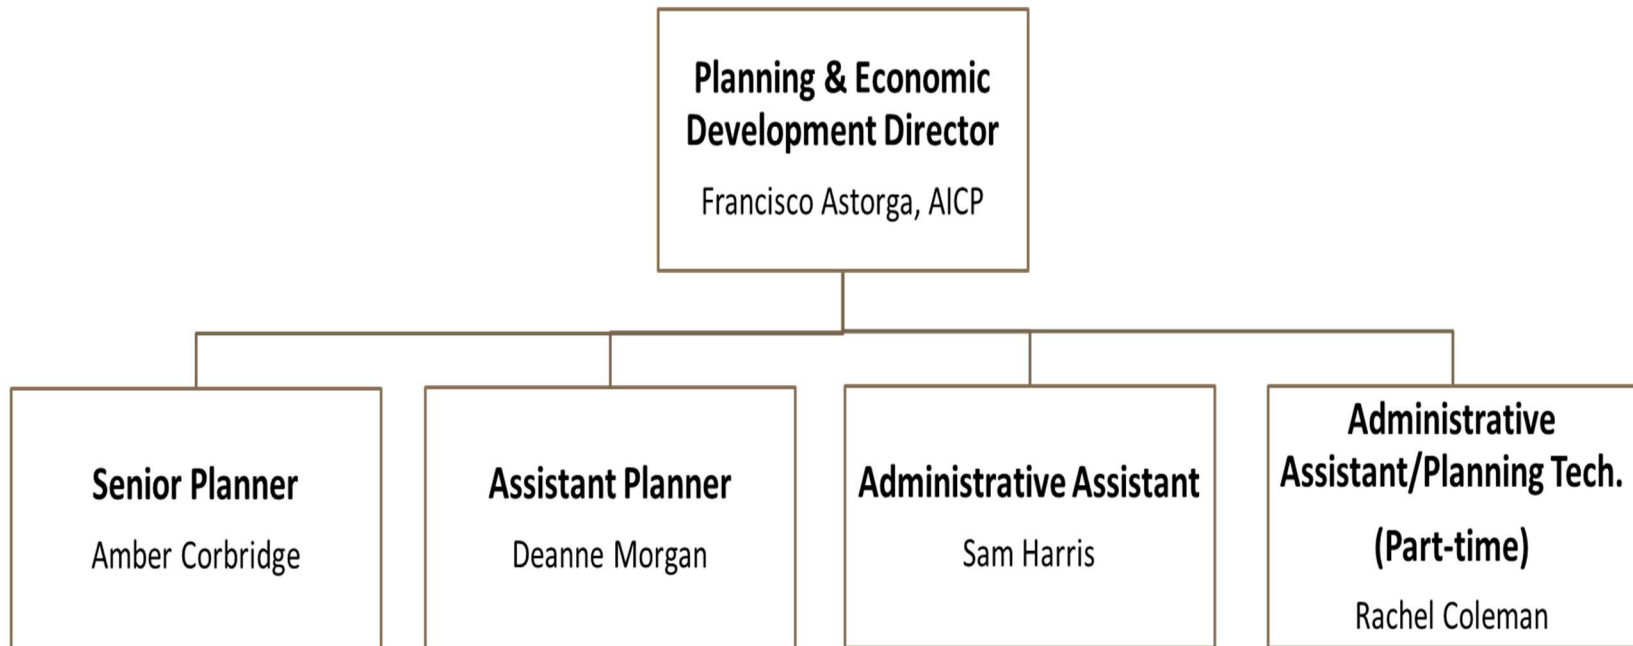 Planning & Economic
Development Director
Francisco Astorga, AICP
Senior Planner
Amber Corbridge
Assistant Planner
Deanne Morgan
Administrative Assistant
Sam Harris
Administrative
Assistant/Planning Tech.
(Part-time)
Rachel Coleman